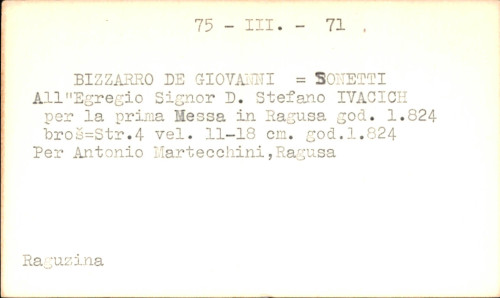 75 - III. - 71 .
BIZZARRO DE GIOVANNI = SONETTI
All"Egregio Signor D. Stefano IVACICH
per la prima Messa in Ragusa god. 1.824
broš=Str.4 vel. 11-18 cm. god.1.824
Per Antonio Martecchini,Ragusa
Raguzina